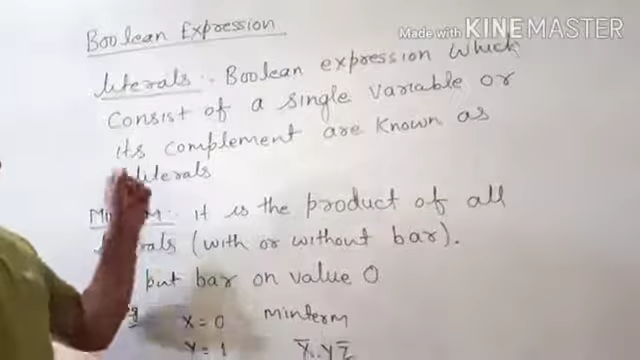 Made with KINEMASTER
Boolean Expression
literals :- Boolean expression which
consist of a single variable or
its complement are known as
literals
It is the product of all
(with or without bar).
put bar on value 0
x = 0 minterm
y = 1 X̅.Y.Z̅